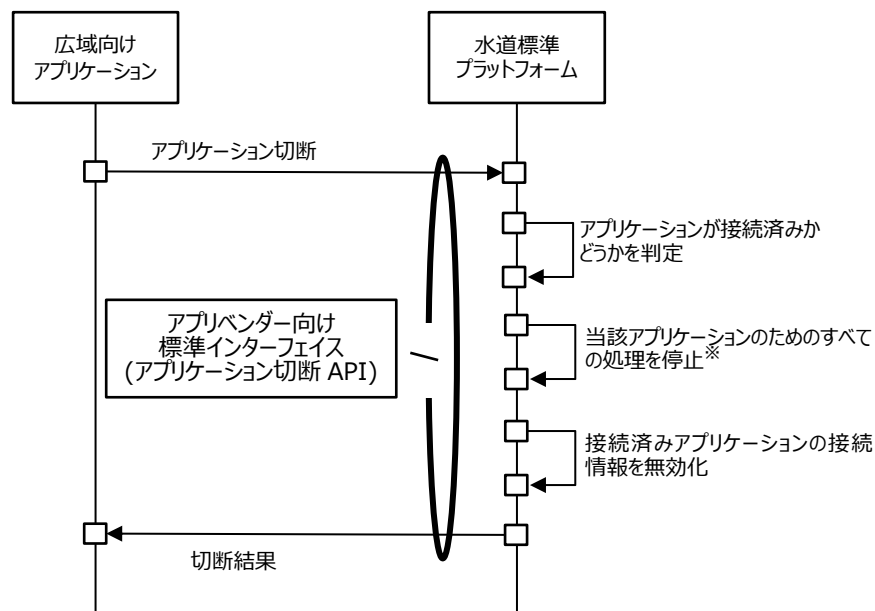 広域向け
アプリケーション
水道標準
プラットフォーム
アプリケーション切断
アプリケーションが接続済みか
どうかを判定
アプリベンダー向け
標準インターフェイス
(アプリケーション切断 API)
当該アプリケーションのためのすべて
の処理を停止※
接続済みアプリケーションの接続
情報を無効化
切断結果